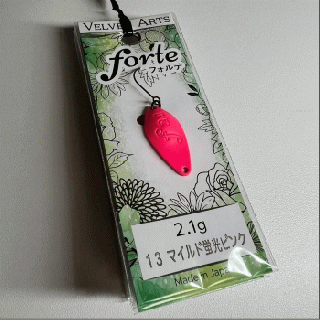 VELVET ARTS
forte
フォルテ
2.1g
13 マイルド蛍光ピンク
Made in Japan